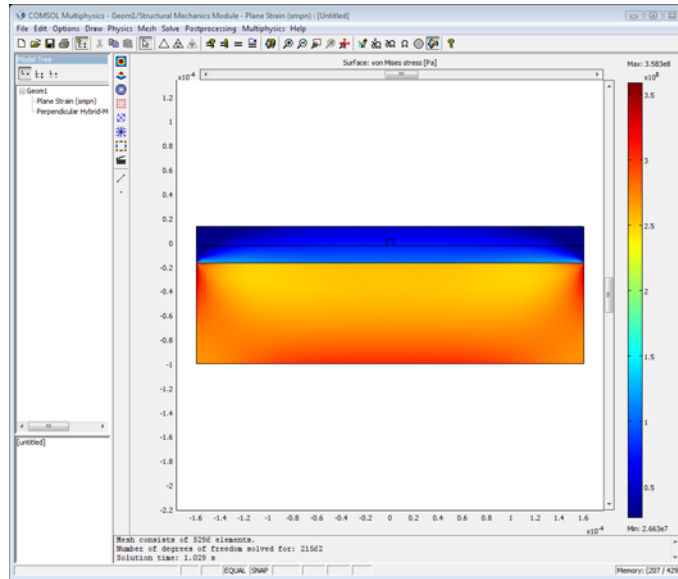 COMSOL Multiphysics - Geom1/Structural Mechanics Module - Plane Strain (smpn) : [Untitled]
File Edit Options Draw Physics Mesh Solve Postprocessing Multiphysics Help
Model Tree
Geom1
Plane Strain (smpn)
Perpendicular Hybrid-M
[untitled]
Surface: von Mises stress [Pa]
x10⁻⁴
1.2
1
0.8
0.6
0.4
0.2
0
-0.2
-0.4
-0.6
-0.8
-1
-1.2
-1.4
-1.6
-1.8
-2
-2.2
-1.6 -1.4 -1.2 -1 -0.8 -0.6 -0.4 -0.2 0 0.2 0.4 0.6 0.8 1 1.2 1.4 1.6
x10⁻⁴
Max: 3.583e8
x10⁸
3.5
3
2.5
2
1.5
1
0.5
Min: 2.663e7
Mesh consists of 5296 elements.
Number of degrees of freedom solved for: 21562
Solution time: 1.029 s
EQUAL SNAP
Memory: (207 / 429